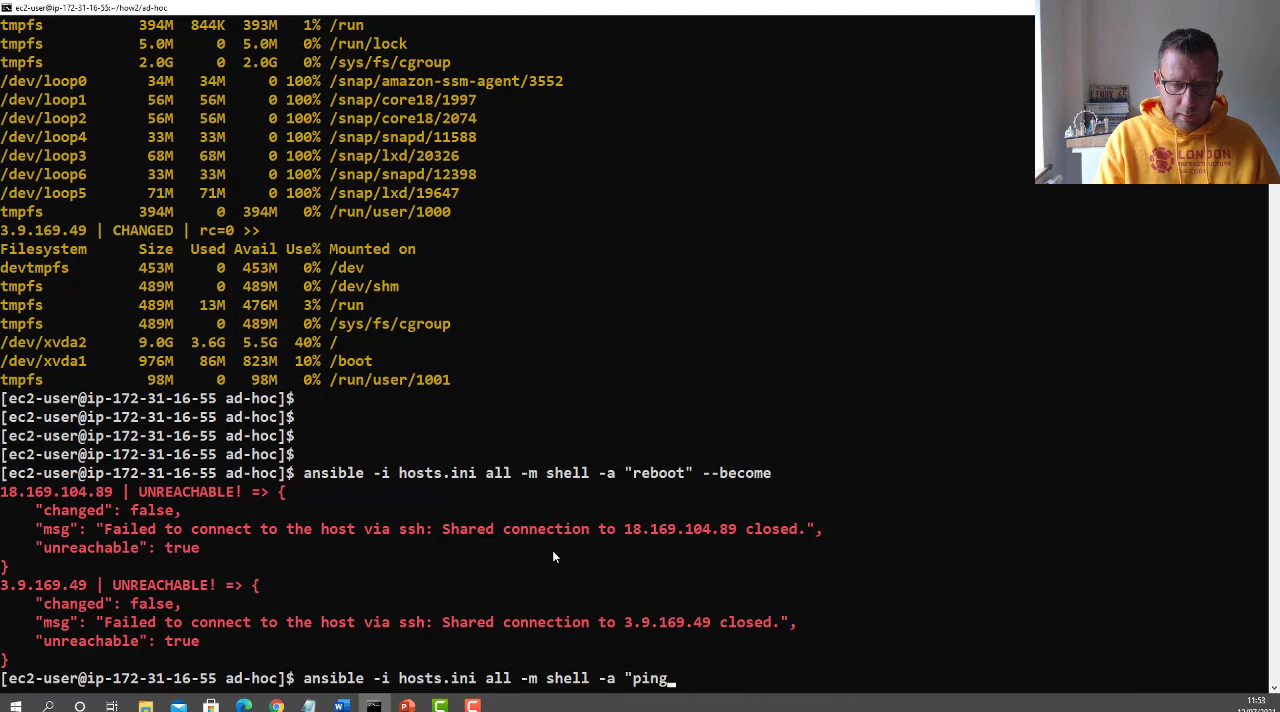 ec2-user@ip-172-31-16-55:~/how2/ad-hoc
tmpfs 394M 844K 393M 1% /run
tmpfs 5.0M 0 5.0M 0% /run/lock
tmpfs 2.0G 0 2.0G 0% /sys/fs/cgroup
/dev/loop0 34M 34M 0 100% /snap/amazon-ssm-agent/3552
/dev/loop1 56M 56M 0 100% /snap/core18/1997
/dev/loop2 56M 56M 0 100% /snap/core18/2074
/dev/loop4 33M 33M 0 100% /snap/snapd/11588
/dev/loop3 68M 68M 0 100% /snap/lxd/20326
/dev/loop6 33M 33M 0 100% /snap/snapd/12398
/dev/loop5 71M 71M 0 100% /snap/lxd/19647
tmpfs 394M 0 394M 0% /run/user/1000
3.9.169.49 | CHANGED | rc=0 >>
Filesystem Size Used Avail Use% Mounted on
devtmpfs 453M 0 453M 0% /dev
tmpfs 489M 0 489M 0% /dev/shm
tmpfs 489M 13M 476M 3% /run
tmpfs 489M 0 489M 0% /sys/fs/cgroup
/dev/xvda2 9.0G 3.6G 5.5G 40% /
/dev/xvda1 976M 86M 823M 10% /boot
tmpfs 98M 0 98M 0% /run/user/1001
[ec2-user@ip-172-31-16-55 ad-hoc]$
[ec2-user@ip-172-31-16-55 ad-hoc]$
[ec2-user@ip-172-31-16-55 ad-hoc]$
[ec2-user@ip-172-31-16-55 ad-hoc]$
[ec2-user@ip-172-31-16-55 ad-hoc]$ ansible -i hosts.ini all -m shell -a "reboot" --become
18.169.104.89 | UNREACHABLE! => {
"changed": false,
"msg": "Failed to connect to the host via ssh: Shared connection to 18.169.104.89 closed.",
"unreachable": true
}
3.9.169.49 | UNREACHABLE! => {
"changed": false,
"msg": "Failed to connect to the host via ssh: Shared connection to 3.9.169.49 closed.",
"unreachable": true
}
[ec2-user@ip-172-31-16-55 ad-hoc]$ ansible -i hosts.ini all -m shell -a "ping
LINUX
LONDON
INFRASTRUCTURE
11:53